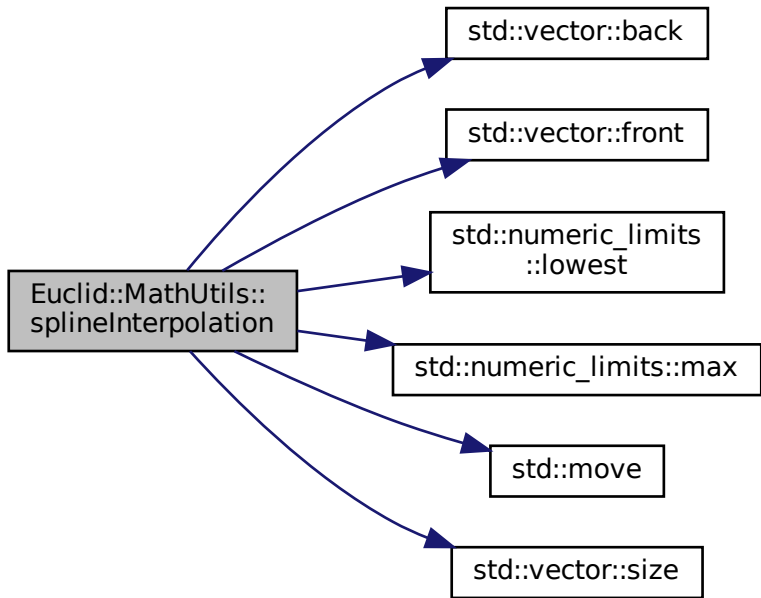 std::vector::back
std::vector::front
std::numeric_limits
::lowest
Euclid::MathUtils::
splineInterpolation
std::numeric_limits::max
std::move
std::vector::size